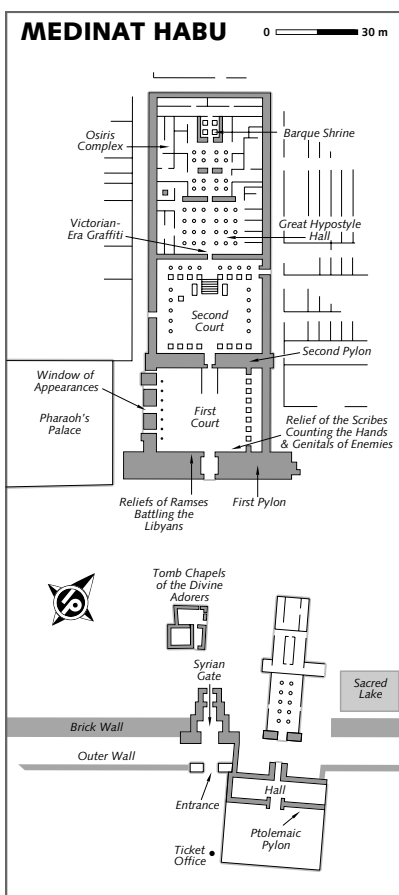 MEDINAT HABU
0 30 m
Osiris
Complex
Barque Shrine
Victorian-
Era Graffiti
Great Hypostyle
Hall
Second
Court
Second Pylon
Window of
Appearances
Pharaoh's
Palace
First
Court
Relief of the Scribes
Counting the Hands
& Genitals of Enemies
Reliefs of Ramses
Battling the
Libyans
First Pylon
Tomb Chapels
of the Divine
Adorers
Syrian
Gate
Sacred
Lake
Brick Wall
Outer Wall
Hall
Entrance
Ptolemaic
Pylon
Ticket
Office